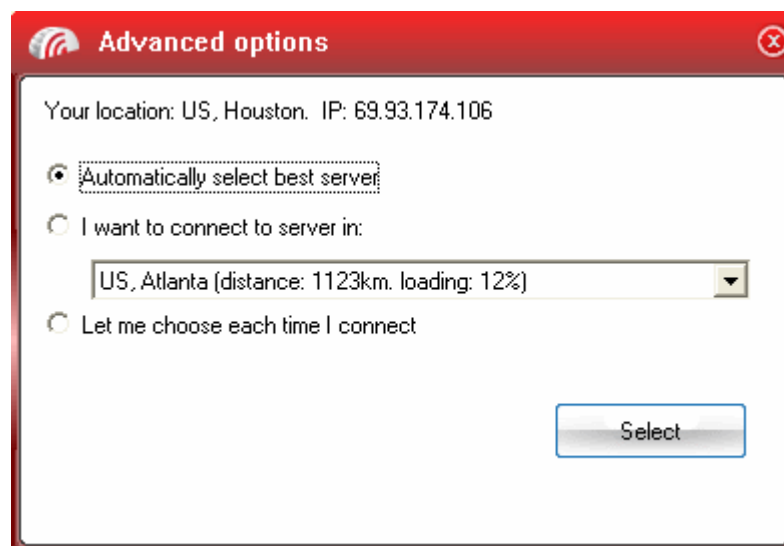 Advanced options
Your location: US, Houston.  IP: 69.93.174.106
Automatically select best server
I want to connect to server in:
US, Atlanta (distance: 1123km. loading: 12%)
Let me choose each time I connect
Select